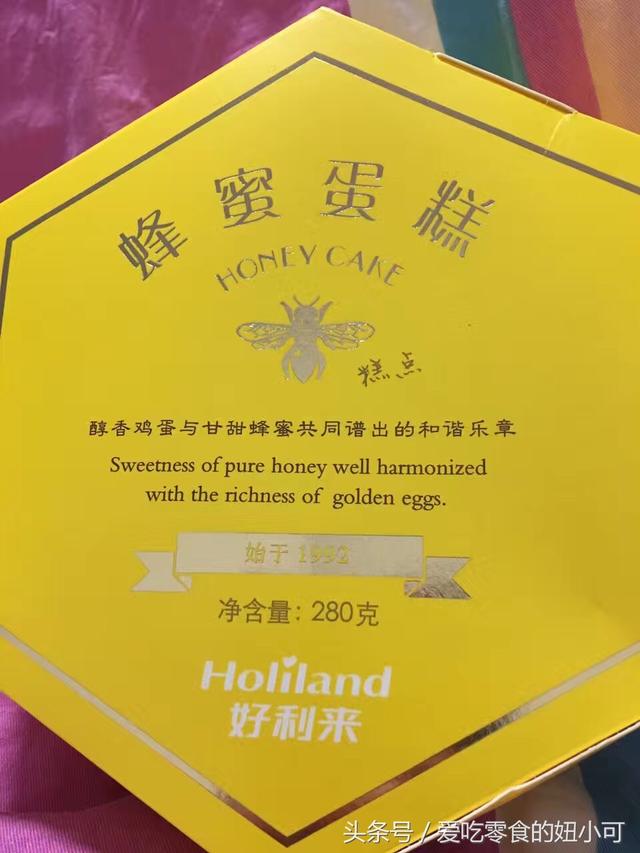 蜂蜜蛋糕
HONEY CAKE
糕点
醇香鸡蛋与甘甜蜂蜜共同谱出的和谐乐章
Sweetness of pure honey well harmonized
with the richness of golden eggs.
始于 1992
净含量: 280克
Holiland
好利来
头条号 / 爱吃零食的妞小可